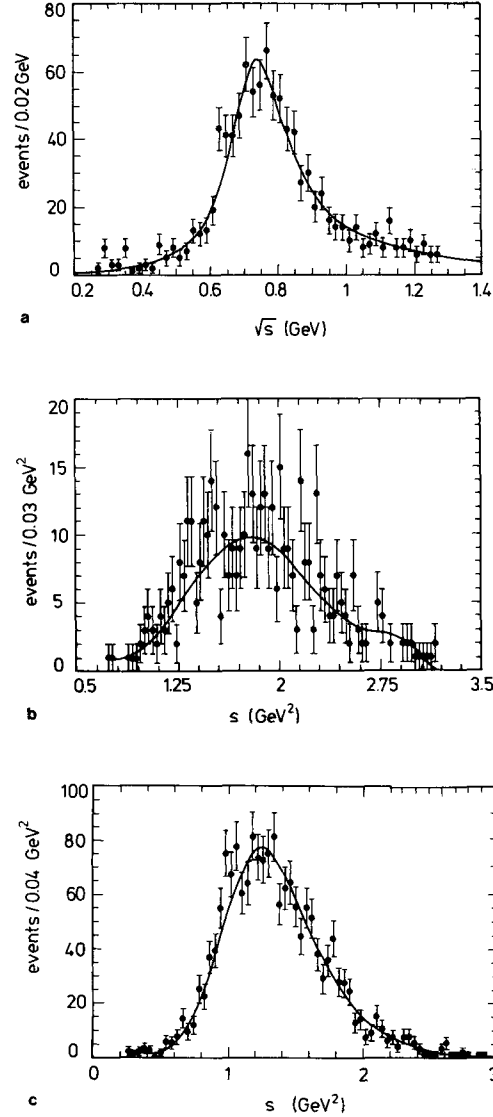 80
60
40
20
0
events/0.02 GeV
0.2 0.4 0.6 0.8 1 1.2 1.4
a
√s (GeV)
20
15
10
5
0
events/0.03 GeV²
0.5 1.25 2 2.75 3.5
b
s (GeV²)
100
80
60
40
20
0
events/0.04 GeV²
0 1 2 3
c
s (GeV²)